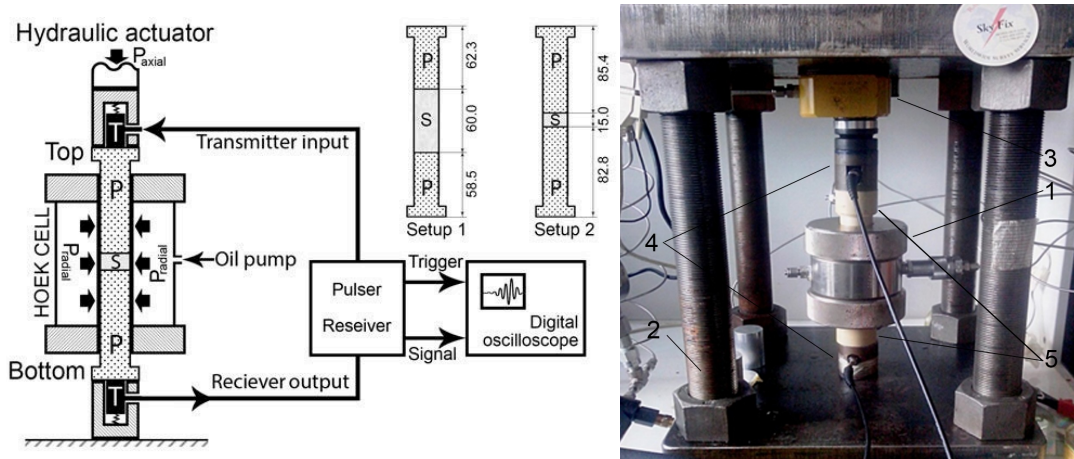 Hydraulic actuator
Paxial
T
Transmitter input
Top
P
HOEK CELL
Pradial
Pradial
S
Oil pump
P
Bottom
T
Reciever output
Pulser
Reseiver
Trigger
Signal
Digital
oscilloscope
P
S
P
62.3
60.0
58.5
Setup 1
P
S
P
85.4
15.0
82.8
Setup 2
Sky Fix
3
1
4
2
5